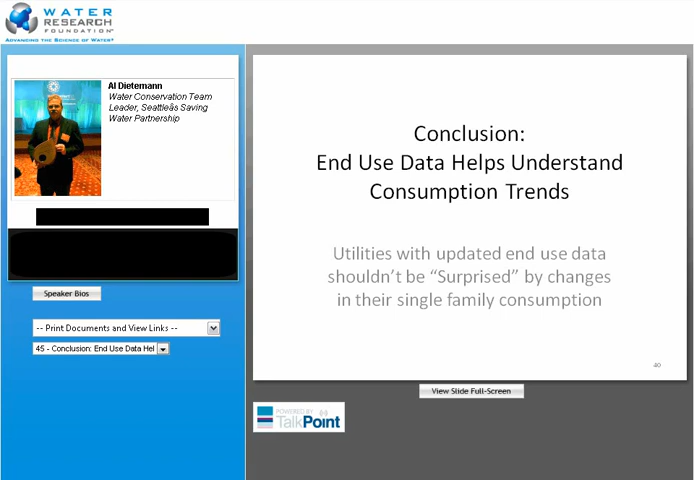 WATER
RESEARCH
FOUNDATION®
ADVANCING THE SCIENCE OF WATER®
Al Dietemann
Water Conservation Team
Leader, Seattleâs Saving
Water Partnership
Speaker Bios
-- Print Documents and View Links --
45 - Conclusion: End Use Data Hel
Conclusion:
End Use Data Helps Understand
Consumption Trends
Utilities with updated end use data
shouldn't be “Surprised” by changes
in their single family consumption
40
View Slide Full-Screen
POWERED BY
TalkPoint